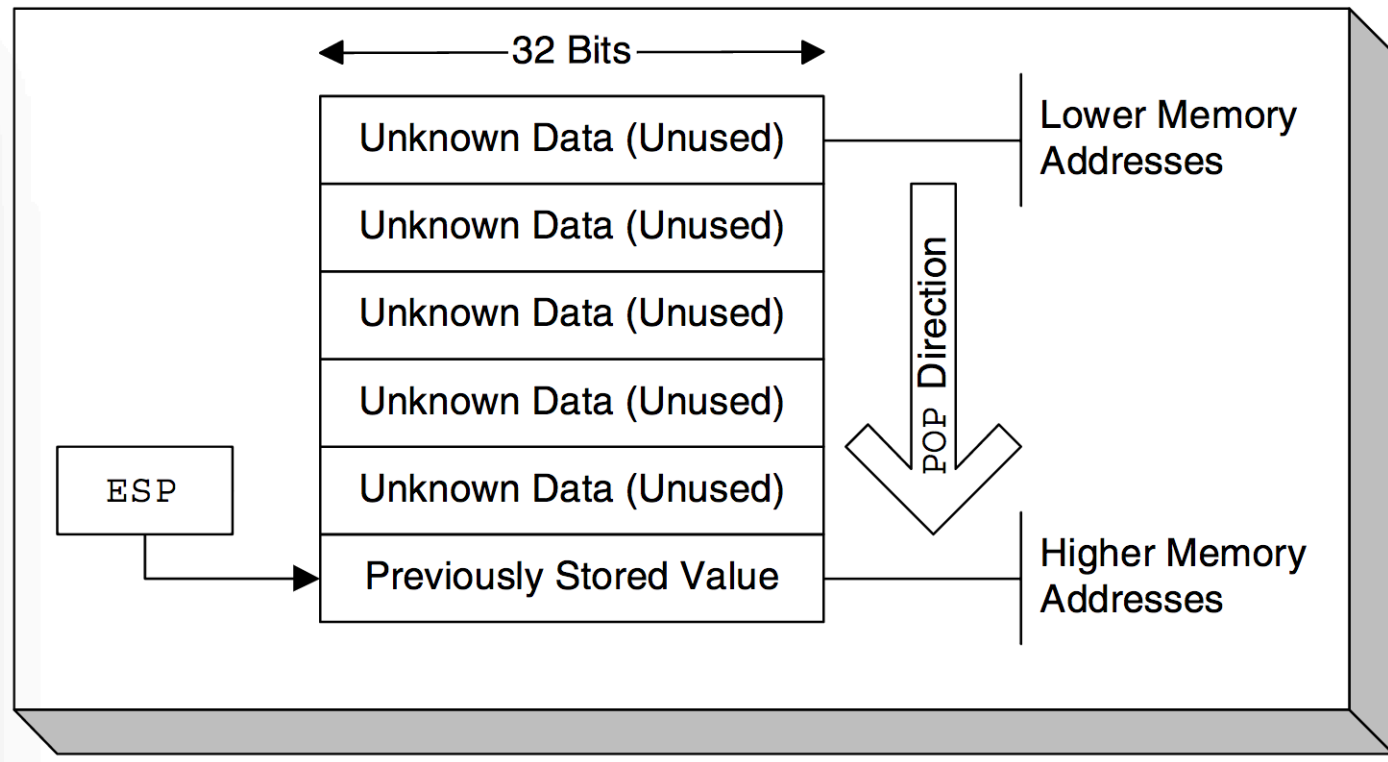 32 Bits
Unknown Data (Unused)
Lower Memory
Addresses
Unknown Data (Unused)
Unknown Data (Unused)
POP Direction
Unknown Data (Unused)
ESP
Unknown Data (Unused)
Previously Stored Value
Higher Memory
Addresses